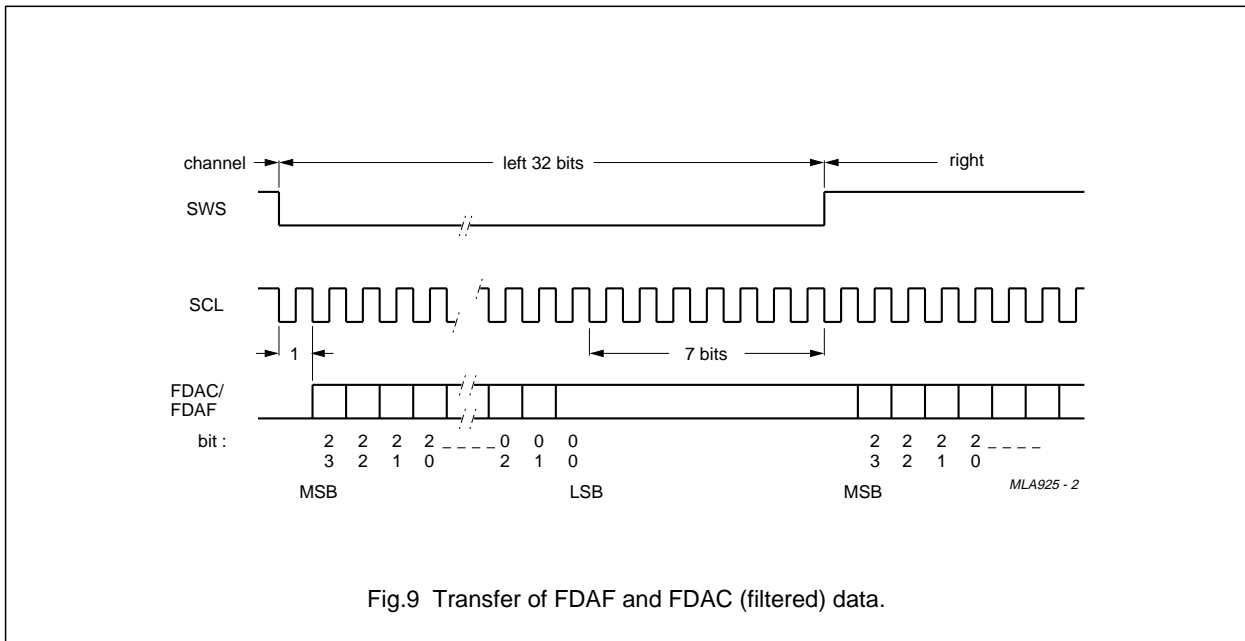 channel left 32 bits right
SWS
SCL
1 7 bits
FDAC/
FDAF
bit : 2 2 2 2 _ _ _ _ 0 0 0 2 2 2 2 _ _ _ _
3 2 1 0 2 1 0 3 2 1 0
MSB LSB MSB
MLA925 - 2
Fig.9 Transfer of FDAF and FDAC (filtered) data.